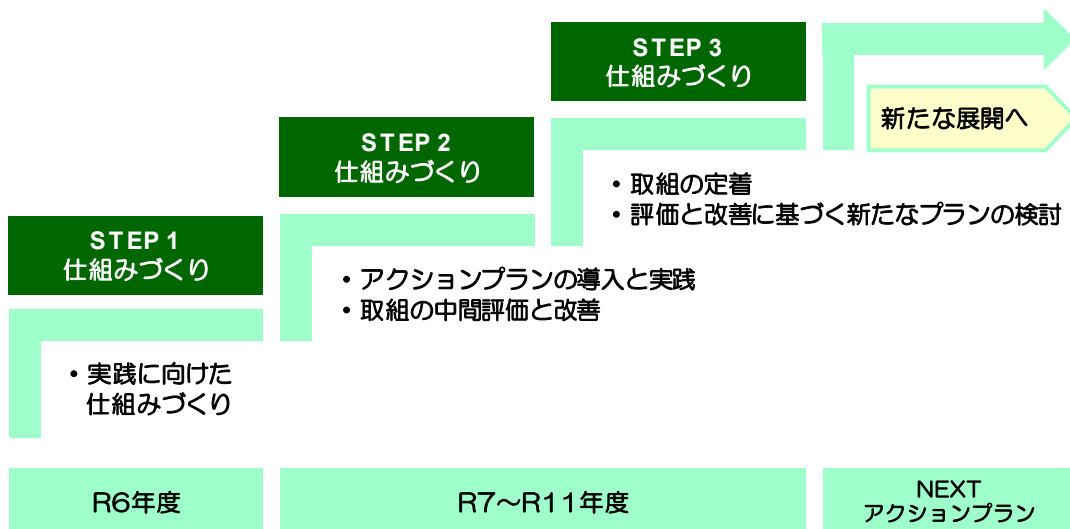 STEP 1
仕組みづくり
・実践に向けた
仕組みづくり
STEP 2
仕組みづくり
・アクションプランの導入と実践
・取組の中間評価と改善
STEP 3
仕組みづくり
・取組の定着
・評価と改善に基づく新たなプランの検討
新たな展開へ
R6年度
R7～R11年度
NEXT
アクションプラン